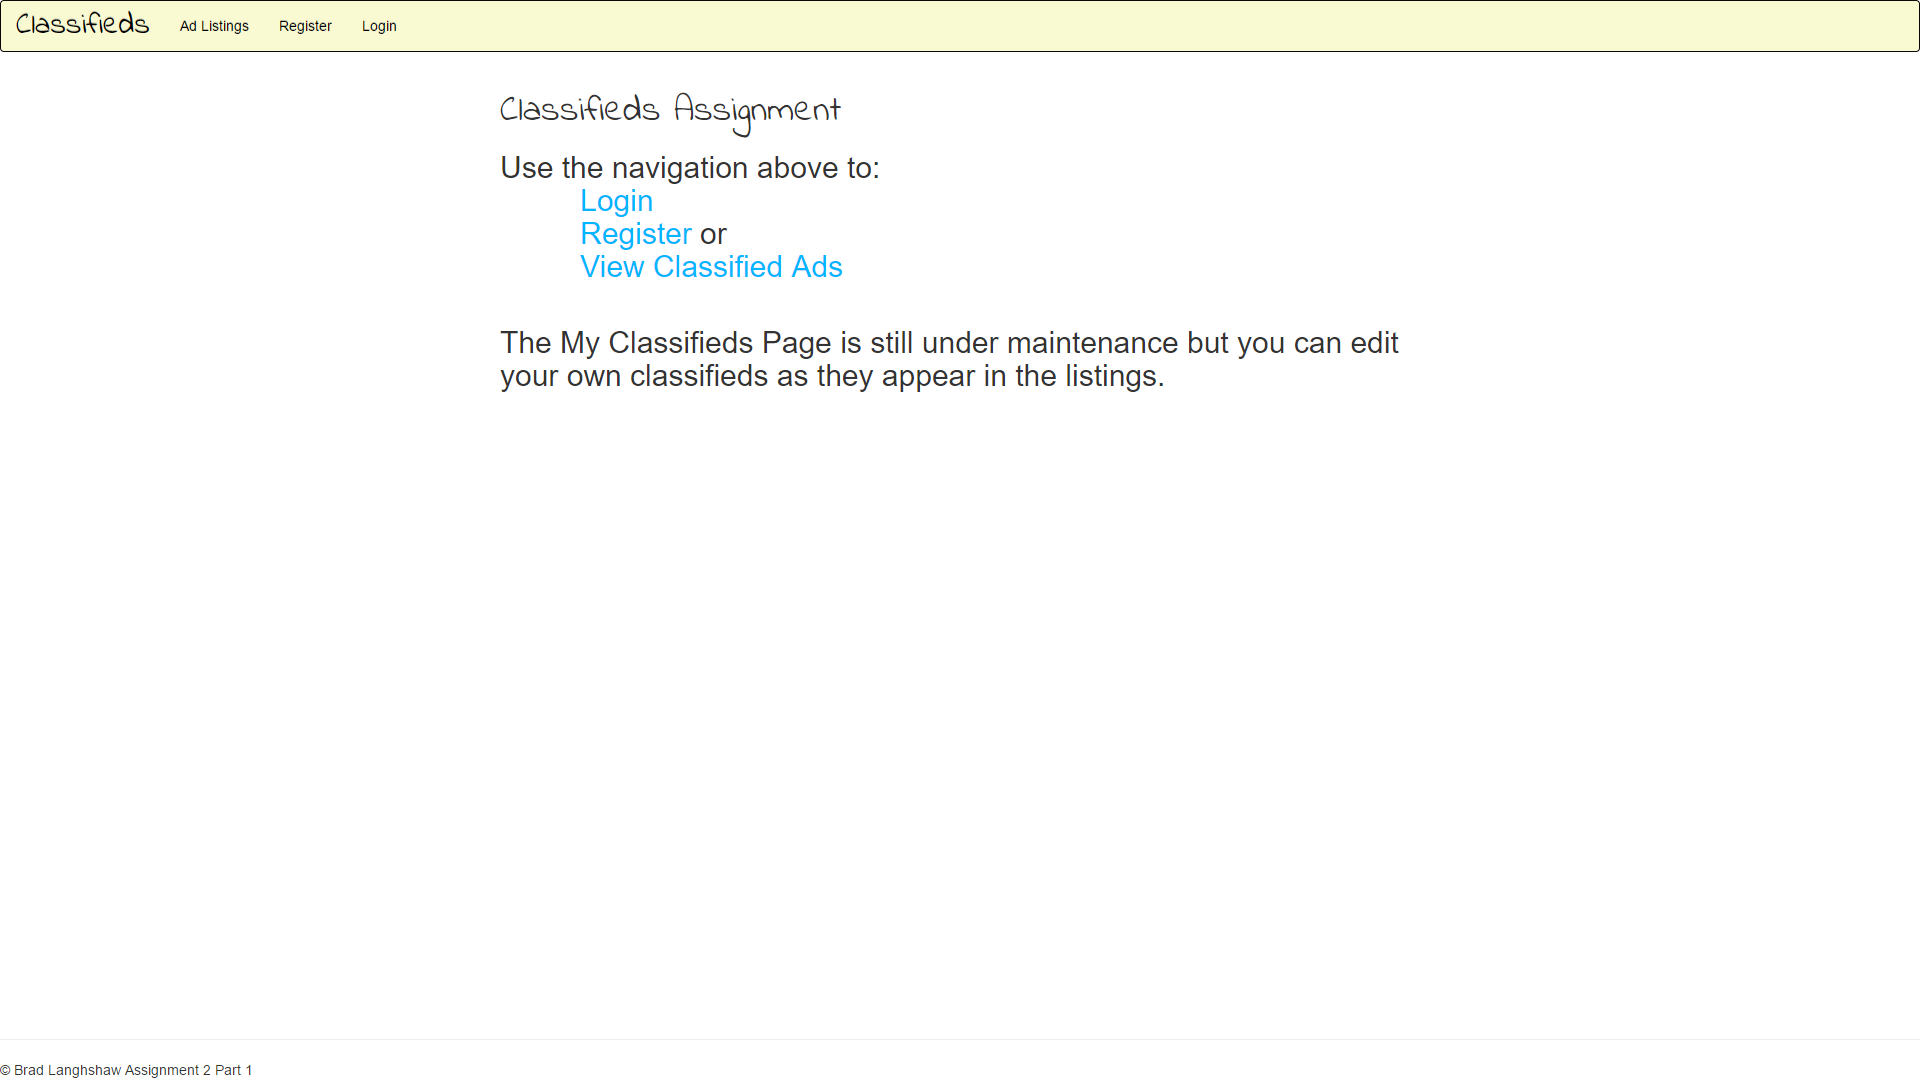 Classifieds Ad Listings Register Login
Classifieds Assignment
Use the navigation above to:
Login
Register or
View Classified Ads
The My Classifieds Page is still under maintenance but you can edit
your own classifieds as they appear in the listings.
© Brad Langhshaw Assignment 2 Part 1